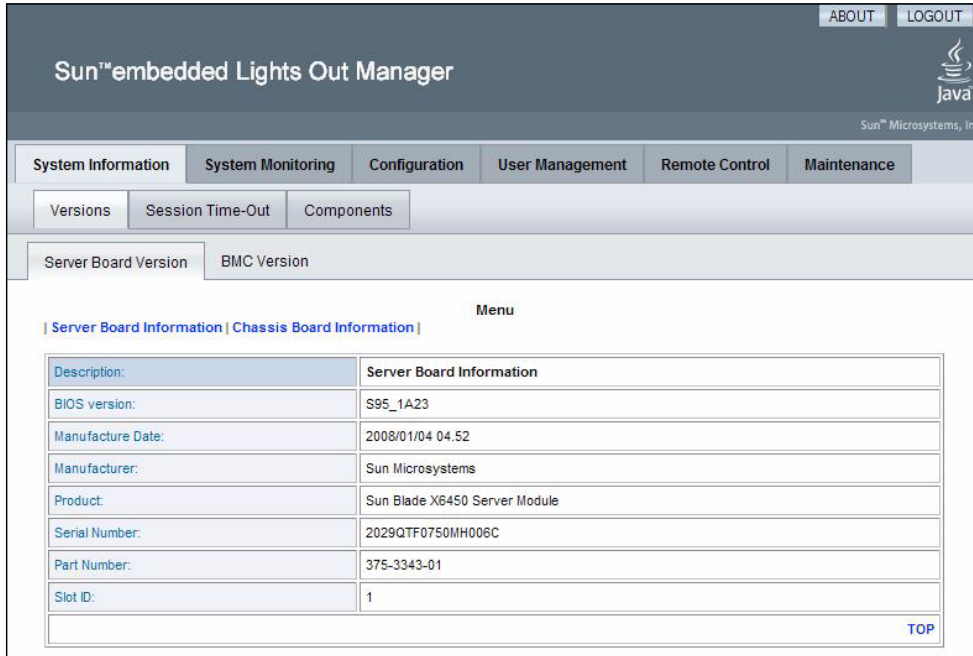 ABOUT LOGOUT
Sun™embedded Lights Out Manager
Java
Sun™ Microsystems, In
System Information System Monitoring Configuration User Management Remote Control Maintenance
Versions Session Time-Out Components
Server Board Version BMC Version
Menu
| Server Board Information | Chassis Board Information |
Description: Server Board Information
BIOS version: S95_1A23
Manufacture Date: 2008/01/04 04.52
Manufacturer: Sun Microsystems
Product: Sun Blade X6450 Server Module
Serial Number: 2029QTF0750MH006C
Part Number: 375-3343-01
Slot ID: 1
TOP